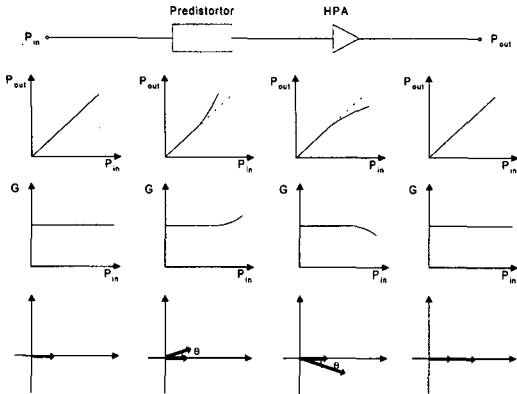 Predistortor HPA
P in P out
P out P out P out P out
P in P in P in P in
G G G G
P in P in P in P in
θ θ